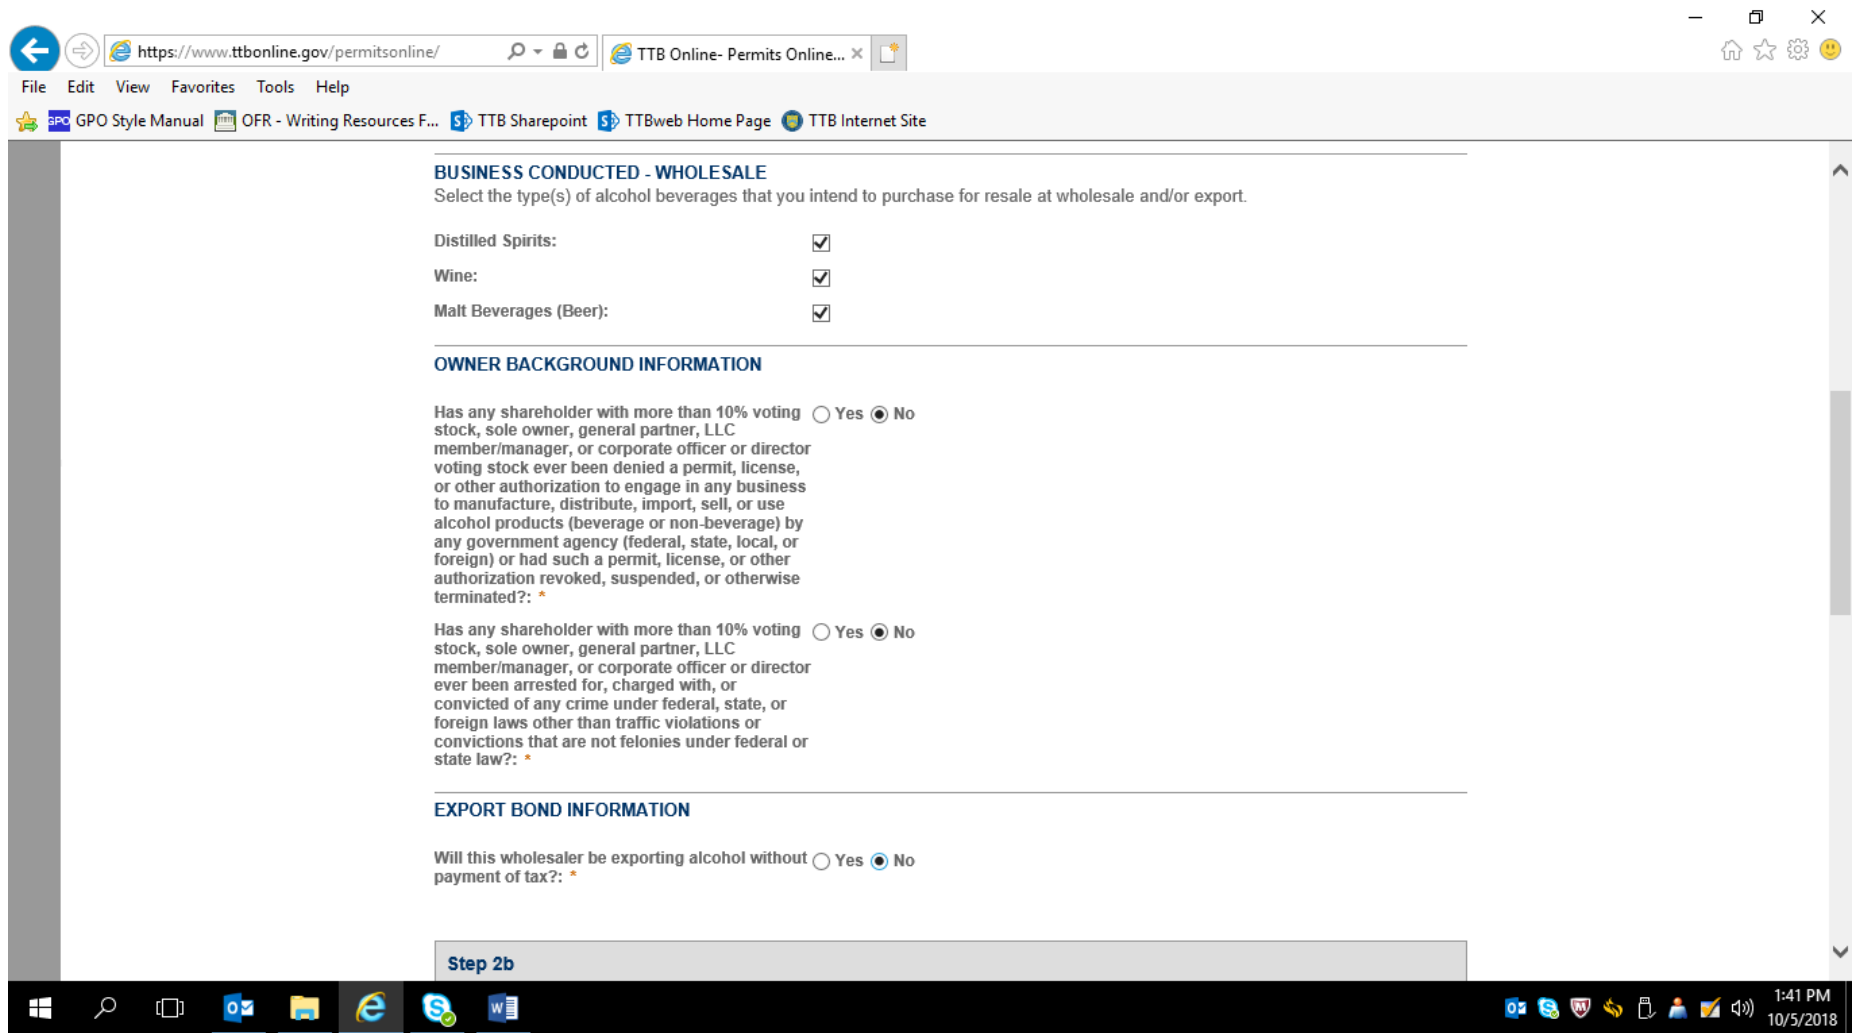 https://www.ttbonline.gov/permitsonline/
TTB Online- Permits Online...
File Edit View Favorites Tools Help
GPO GPO Style Manual OFR - Writing Resources F... TTB Sharepoint TTBweb Home Page TTB Internet Site
BUSINESS CONDUCTED - WHOLESALE
Select the type(s) of alcohol beverages that you intend to purchase for resale at wholesale and/or export.
Distilled Spirits:
Wine:
Malt Beverages (Beer):
OWNER BACKGROUND INFORMATION
Has any shareholder with more than 10% voting Yes No
stock, sole owner, general partner, LLC
member/manager, or corporate officer or director
voting stock ever been denied a permit, license,
or other authorization to engage in any business
to manufacture, distribute, import, sell, or use
alcohol products (beverage or non-beverage) by
any government agency (federal, state, local, or
foreign) or had such a permit, license, or other
authorization revoked, suspended, or otherwise
terminated?: *
Has any shareholder with more than 10% voting Yes No
stock, sole owner, general partner, LLC
member/manager, or corporate officer or director
ever been arrested for, charged with, or
convicted of any crime under federal, state, or
foreign laws other than traffic violations or
convictions that are not felonies under federal or
state law?: *
EXPORT BOND INFORMATION
Will this wholesaler be exporting alcohol without Yes No
payment of tax?: *
Step 2b
1:41 PM
10/5/2018